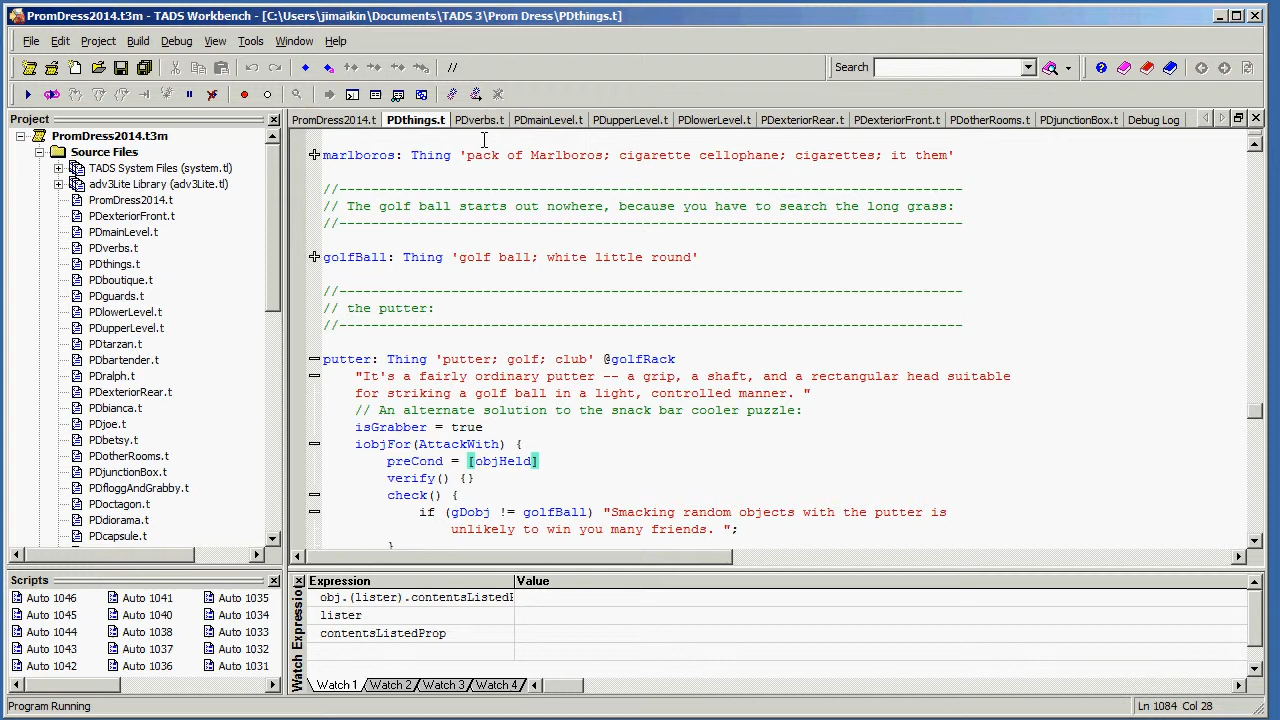 PromDress2014.t3m - TADS Workbench - [C:\Users\jimaikin\Documents\TADS 3\Prom Dress\PDthings.t]
File Edit Project Build Debug View Tools Window Help
//
Search
Project
PromDress2014.t3m
Source Files
TADS System Files (system.tl)
adv3Lite Library (adv3Lite.tl)
PromDress2014.t
PDexteriorFront.t
PDmainLevel.t
PDverbs.t
PDthings.t
PDboutique.t
PDguards.t
PDlowerLevel.t
PDupperLevel.t
PDtarzan.t
PDbartender.t
PDralph.t
PDexteriorRear.t
PDbianca.t
PDjoe.t
PDbetsy.t
PDotherRooms.t
PDjunctionBox.t
PDfloggAndGrabby.t
PDoctagon.t
PDdiorama.t
PDcapsule.t
PromDress2014.t PDthings.t PDverbs.t PDmainLevel.t PDupperLevel.t PDlowerLevel.t PDexteriorRear.t PDexteriorFront.t PDotherRooms.t PDjunctionBox.t Debug Log
marlboros: Thing 'pack of Marlboros; cigarette cellophane; cigarettes; it them'
//------------------------------------------------------------------------------
// The golf ball starts out nowhere, because you have to search the long grass:
//------------------------------------------------------------------------------
golfBall: Thing 'golf ball; white little round'
//------------------------------------------------------------------------------
// the putter:
//------------------------------------------------------------------------------
putter: Thing 'putter; golf; club' @golfRack
"It's a fairly ordinary putter -- a grip, a shaft, and a rectangular head suitable
for striking a golf ball in a light, controlled manner. "
// An alternate solution to the snack bar cooler puzzle:
isGrabber = true
iobjFor(AttackWith) {
preCond = [objHeld]
verify() {}
check() {
if (gDobj != golfBall) "Smacking random objects with the putter is
unlikely to win you many friends. ";
}
Scripts
Auto 1046 Auto 1041 Auto 1035
Auto 1045 Auto 1040 Auto 1034
Auto 1044 Auto 1038 Auto 1033
Auto 1043 Auto 1037 Auto 1032
Auto 1042 Auto 1036 Auto 1031
Watch Expressio
Expression Value
obj.(lister).contentsListed
lister
contentsListedProp
Watch 1 Watch 2 Watch 3 Watch 4
Program Running
Ln 1084 Col 28